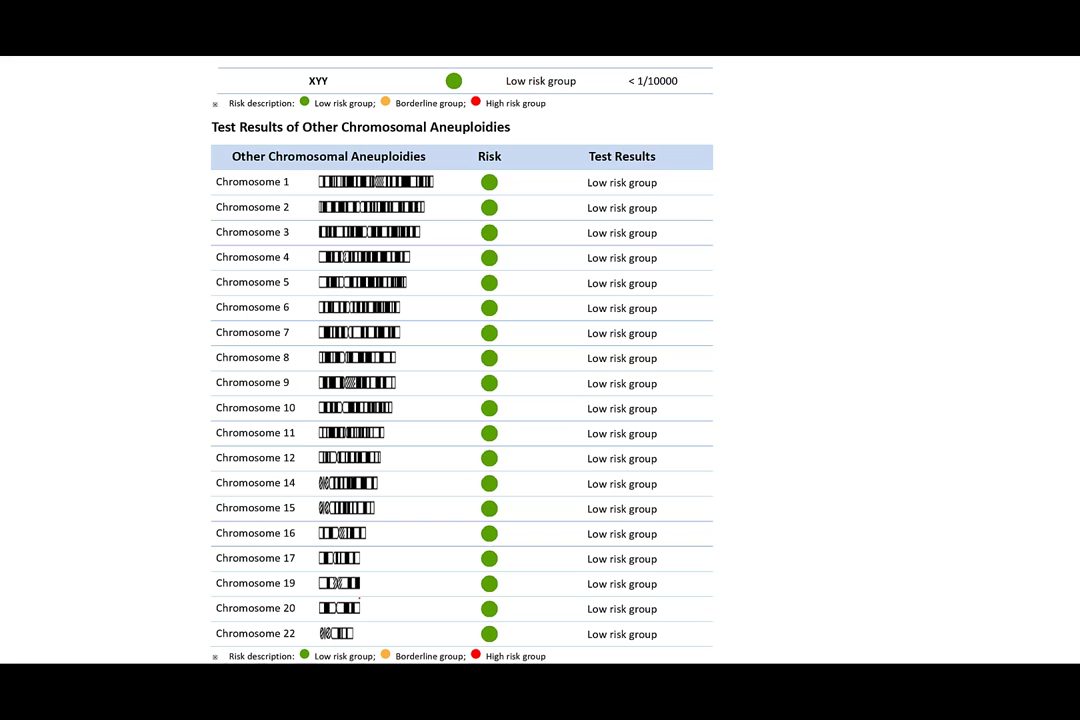 XYY Low risk group < 1/10000
Risk description: Low risk group; Borderline group; High risk group
Test Results of Other Chromosomal Aneuploidies
Other Chromosomal Aneuploidies Risk Test Results
Chromosome 1 Low risk group
Chromosome 2 Low risk group
Chromosome 3 Low risk group
Chromosome 4 Low risk group
Chromosome 5 Low risk group
Chromosome 6 Low risk group
Chromosome 7 Low risk group
Chromosome 8 Low risk group
Chromosome 9 Low risk group
Chromosome 10 Low risk group
Chromosome 11 Low risk group
Chromosome 12 Low risk group
Chromosome 14 Low risk group
Chromosome 15 Low risk group
Chromosome 16 Low risk group
Chromosome 17 Low risk group
Chromosome 19 Low risk group
Chromosome 20 Low risk group
Chromosome 22 Low risk group
Risk description: Low risk group; Borderline group; High risk group